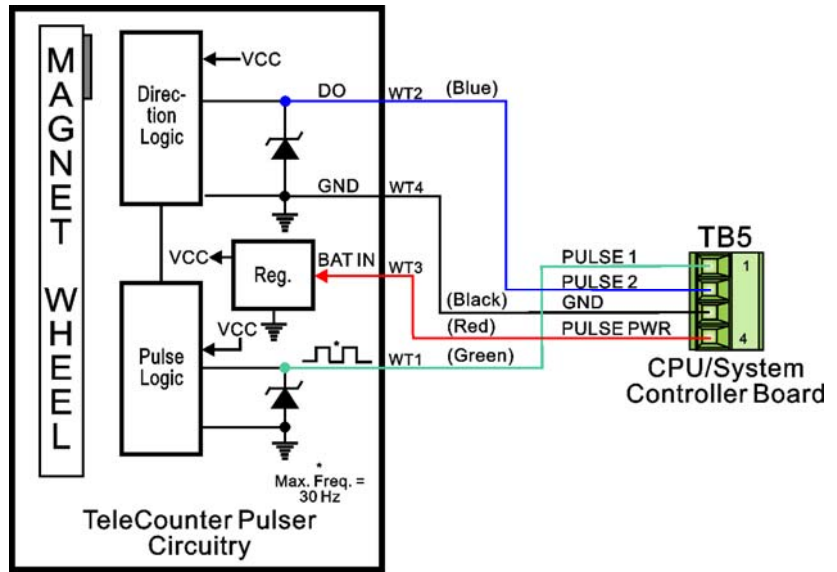 MAGNET WHEEL
VCC
Direc-
tion
Logic
DO
WT2
(Blue)
GND
WT4
VCC
Reg.
BAT IN
WT3
VCC
Pulse
Logic
*
WT1
(Green)
(Black)
(Red)
PULSE 1
PULSE 2
GND
PULSE PWR
TB5
1
4
CPU/System
Controller Board
*
Max. Freq. =
30 Hz
TeleCounter Pulser
Circuitry